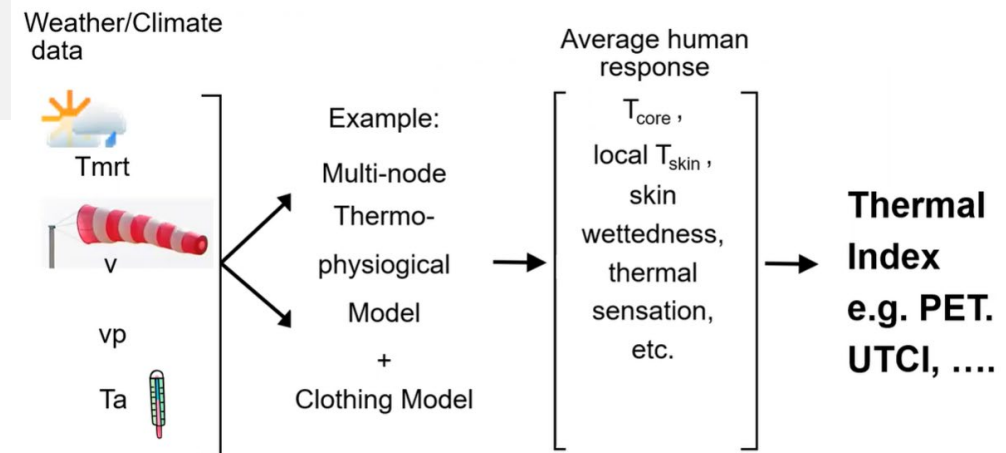 Weather/Climate
data
Tmrt
v
vp
Ta
Example:
Multi-node
Thermo-
physiogical
Model
+
Clothing Model
Average human
response
Tcore ,
local Tskin ,
skin
wettedness,
thermal
sensation,
etc.
Thermal
Index
e.g. PET.
UTCI, ....